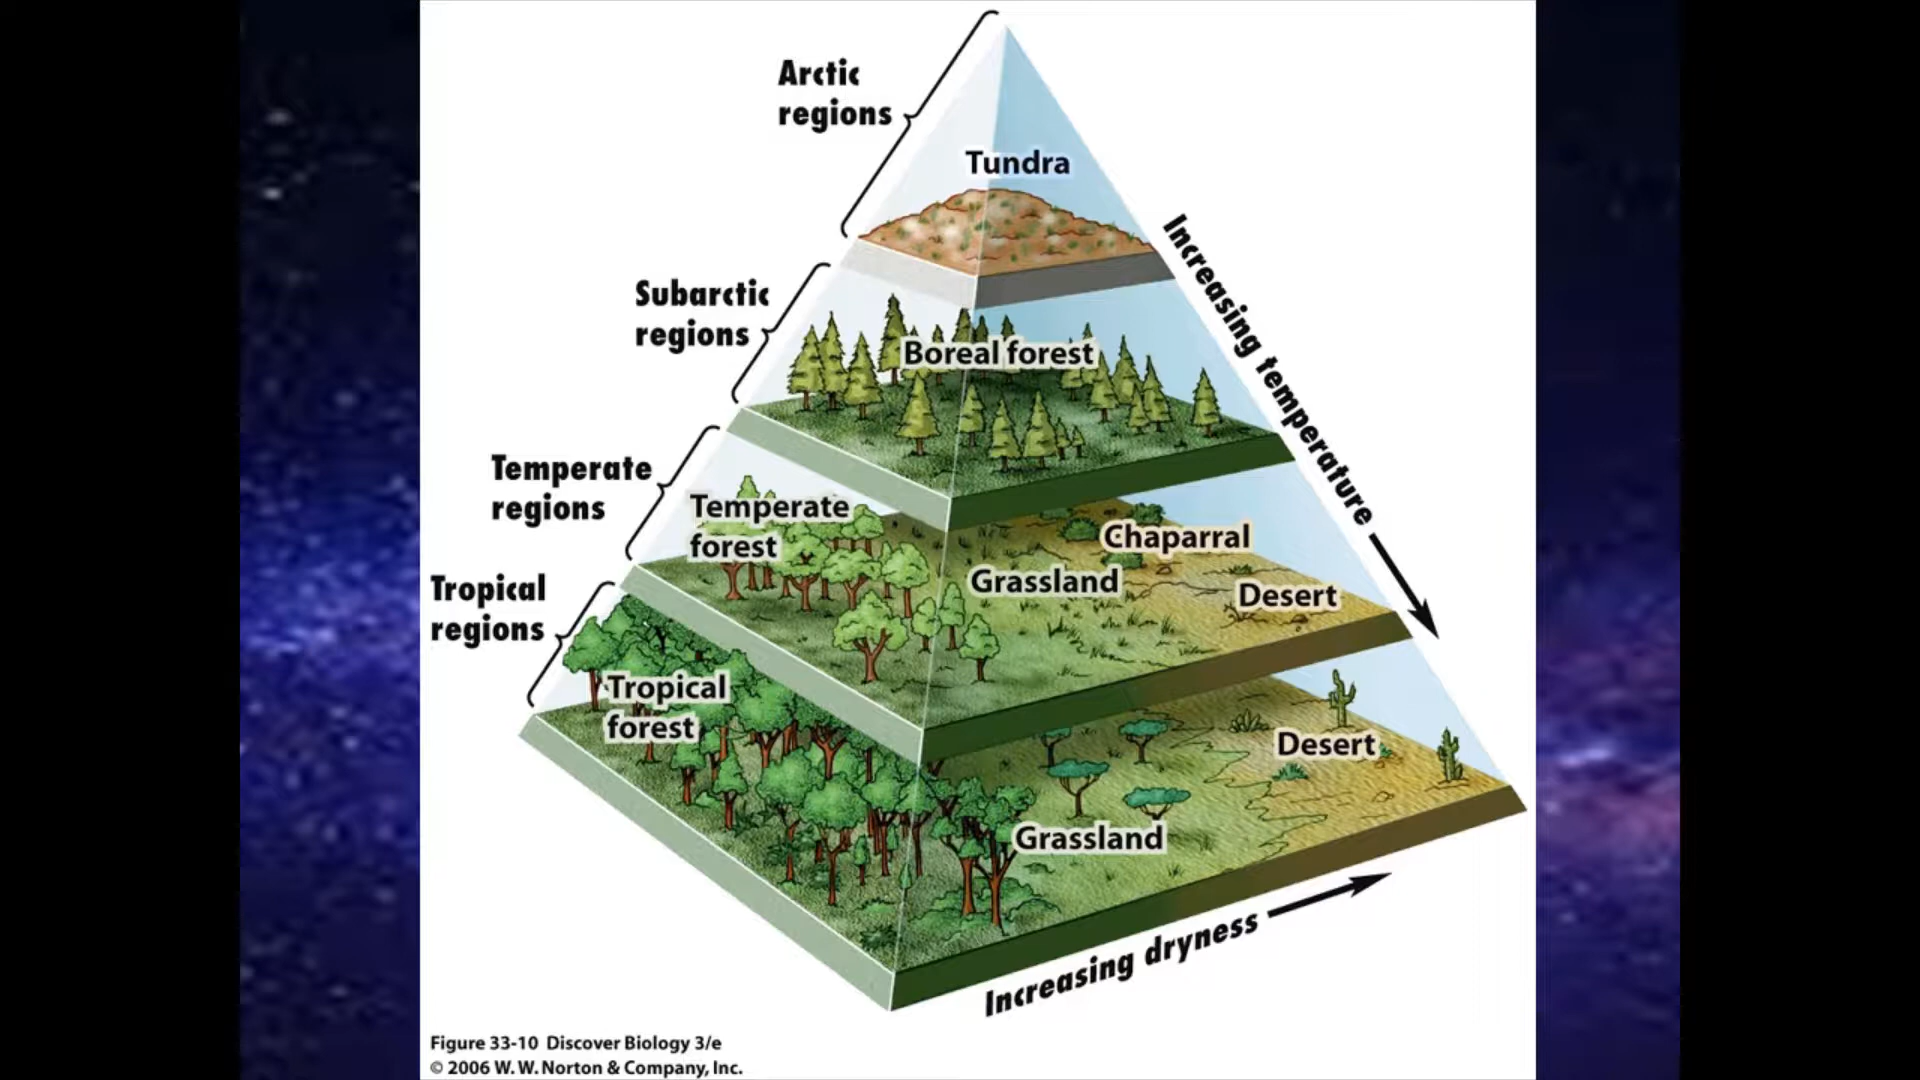 Arctic
regions
Tundra
Increasing temperature
Subarctic
regions
Boreal forest
Temperate
regions
Temperate
forest
Chaparral
Grassland
Desert
Tropical
regions
Tropical
forest
Desert
Grassland
Increasing dryness
Figure 33-10 Discover Biology 3/e
© 2006 W. W. Norton & Company, Inc.